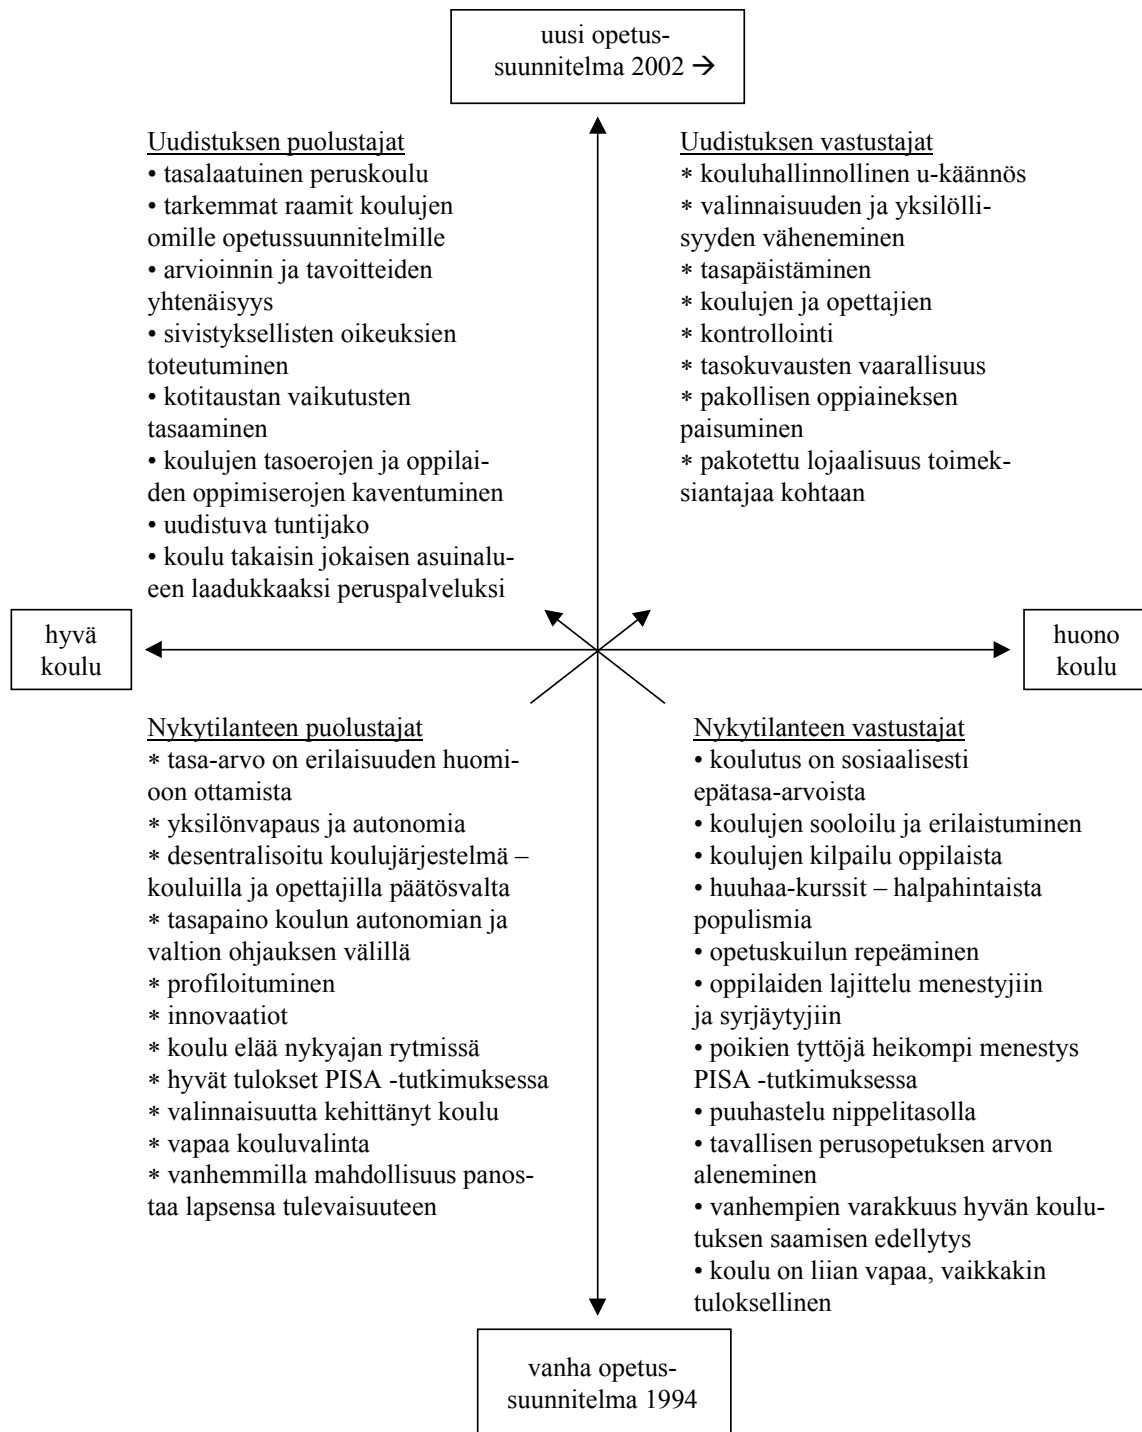 uusi opetus-
suunnitelma 2002 →
Uudistuksen puolustajat
• tasalaatuinen peruskoulu
• tarkemmat raamit koulujen
omille opetussuunnitelmille
• arvioinnin ja tavoitteiden
yhtenäisyys
• sivistyksellisten oikeuksien
toteutuminen
• kotitaustan vaikutusten
tasaaminen
• koulujen tasoerojen ja oppilai-
den oppimiserojen kaventuminen
• uudistuva tuntijako
• koulu takaisin jokaisen asuinalu-
een laadukkaaksi peruspalveluksi
Uudistuksen vastustajat
∗ kouluhallinnollinen u-käännös
∗ valinnaisuuden ja yksilölli-
syyden väheneminen
∗ tasapäistäminen
∗ koulujen ja opettajien
∗ kontrollointi
∗ tasokuvausten vaarallisuus
∗ pakollisen oppiaineksen
paisuminen
∗ pakotettu lojaalisuus toimek-
siantajaa kohtaan
hyvä
koulu
huono
koulu
Nykytilanteen puolustajat
∗ tasa-arvo on erilaisuuden huomi-
oon ottamista
∗ yksilönvapaus ja autonomia
∗ desentralisoitu koulujärjestelmä –
kouluilla ja opettajilla päätösvalta
∗ tasapaino koulun autonomian ja
valtion ohjauksen välillä
∗ profiloituminen
∗ innovaatiot
∗ koulu elää nykyajan rytmissä
∗ hyvät tulokset PISA -tutkimuksessa
∗ valinnaisuutta kehittänyt koulu
∗ vapaa kouluvalinta
∗ vanhemmilla mahdollisuus panos-
taa lapsensa tulevaisuuteen
Nykytilanteen vastustajat
• koulutus on sosiaalisesti
epätasa-arvoista
• koulujen sooloilu ja erilaistuminen
• koulujen kilpailu oppilaista
• huuhaa-kurssit – halpahintaista
populismia
• opetuskuilun repeäminen
• oppilaiden lajittelu menestyjiin
ja syrjäytyjiin
• poikien tyttöjä heikompi menestys
PISA -tutkimuksessa
• puuhastelu nippelitasolla
• tavallisen perusopetuksen arvon
aleneminen
• vanhempien varakkuus hyvän koulu-
tuksen saamisen edellytys
• koulu on liian vapaa, vaikkakin
tuloksellinen
vanha opetus-
suunnitelma 1994